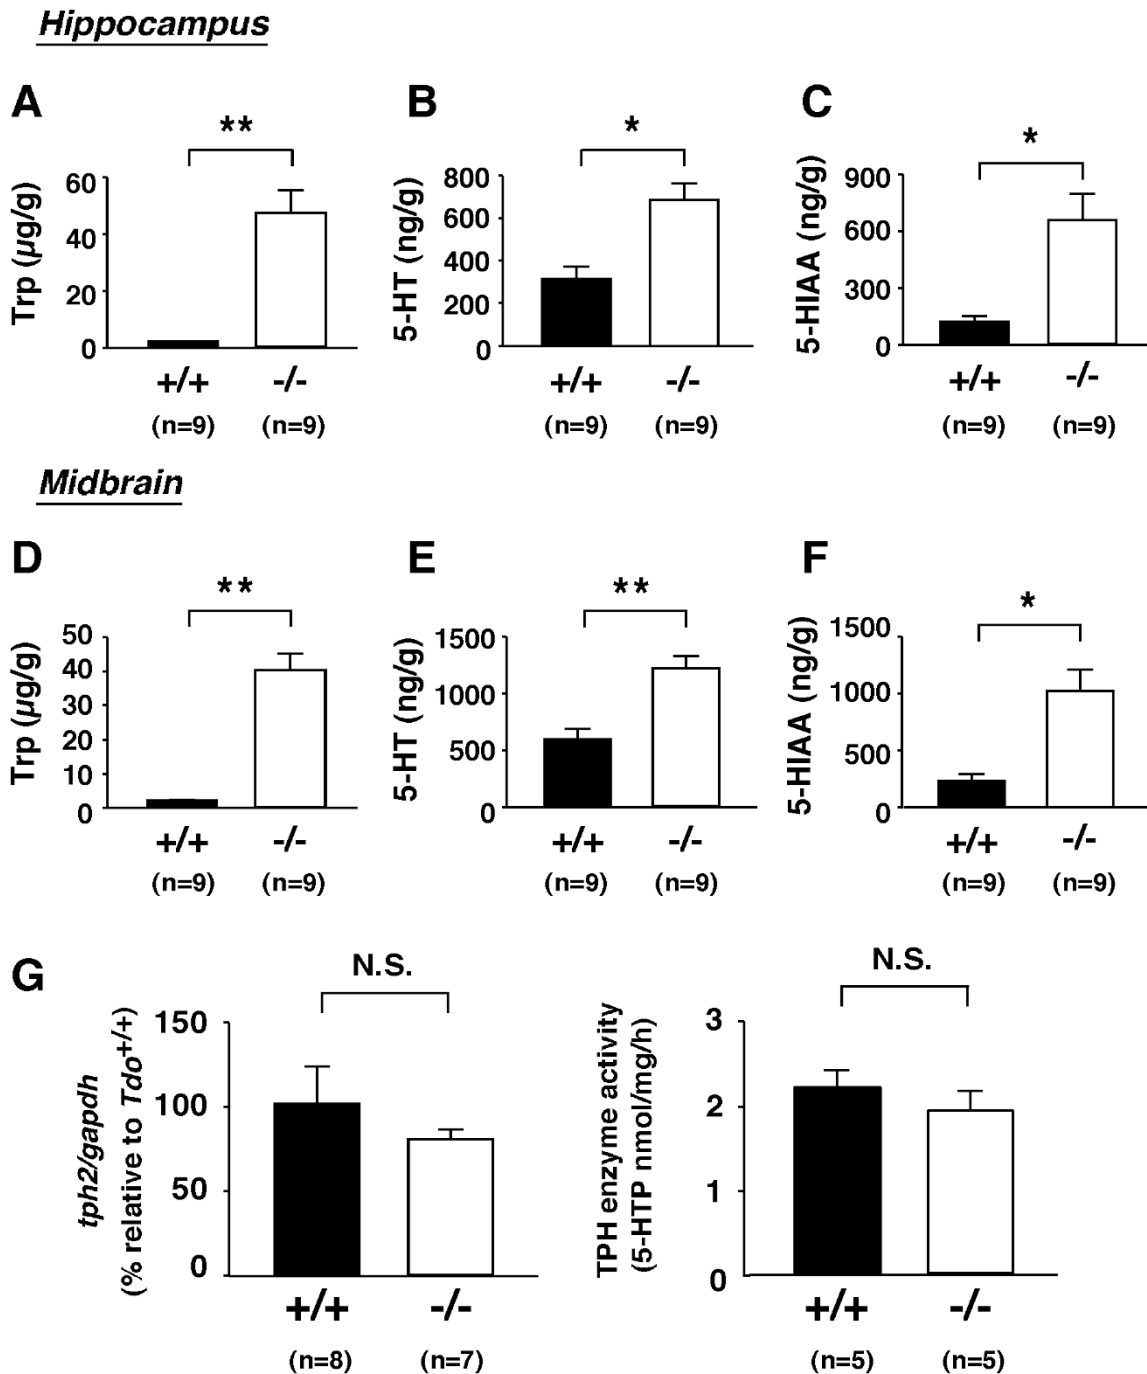 Hippocampus
A
B
C
**
*
*
Trp (µg/g)
60
40
20
0
+/+
-/-
(n=9)
(n=9)
5-HT (ng/g)
800
600
400
200
0
+/+
-/-
(n=9)
(n=9)
5-HIAA (ng/g)
900
600
300
0
+/+
-/-
(n=9)
(n=9)
Midbrain
D
E
F
**
**
*
Trp (µg/g)
50
40
30
20
10
0
+/+
-/-
(n=9)
(n=9)
5-HT (ng/g)
1500
1000
500
0
+/+
-/-
(n=9)
(n=9)
5-HIAA (ng/g)
1500
1000
500
0
+/+
-/-
(n=9)
(n=9)
G
N.S.
tph2/gapdh
(% relative to Tdo+/+)
150
100
50
0
+/+
-/-
(n=8)
(n=7)
N.S.
TPH enzyme activity
(5-HTP nmol/mg/h)
3
2
1
0
+/+
-/-
(n=5)
(n=5)